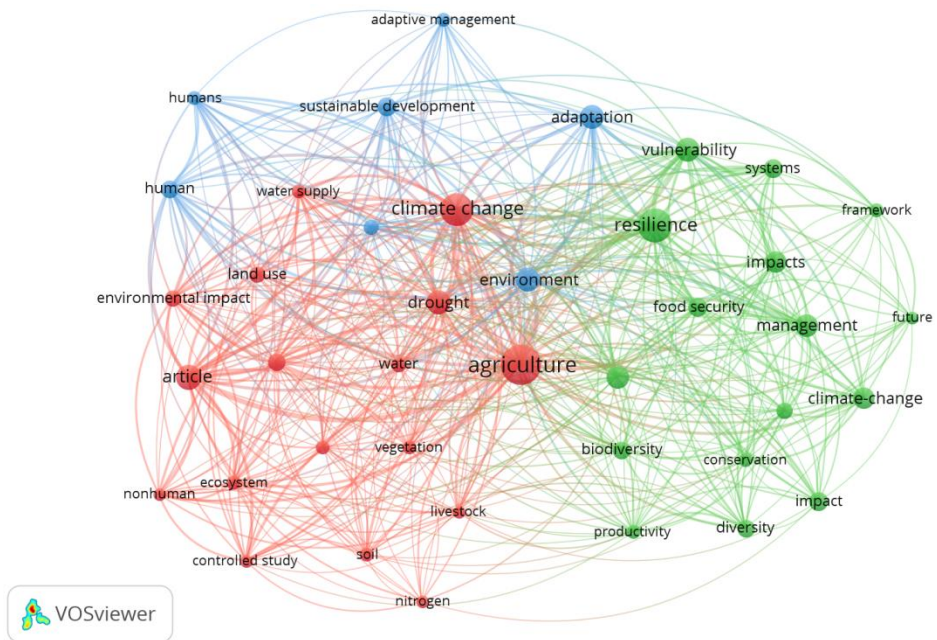 adaptive management
humans
sustainable development
adaptation
vulnerability
systems
human
water supply
climate change
resilience
framework
land use
environment
impacts
environmental impact
drought
food security
management
future
article
water
agriculture
climate-change
vegetation
biodiversity
conservation
nonhuman
ecosystem
livestock
impact
productivity
diversity
controlled study
soil
nitrogen
VOSviewer